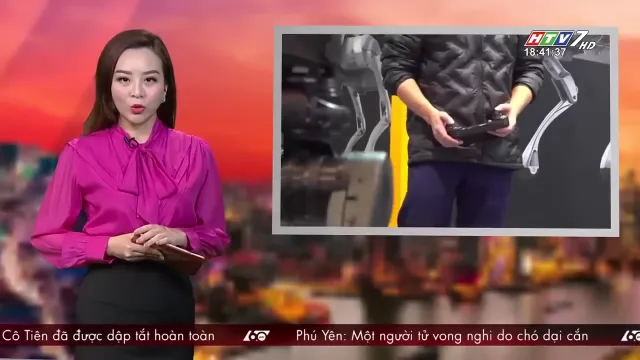 HTV7 HD
18:41:37
Cô Tiên đã được dập tắt hoàn toàn
60
Phú Yên: Một người tử vong nghi do chó dại cắn